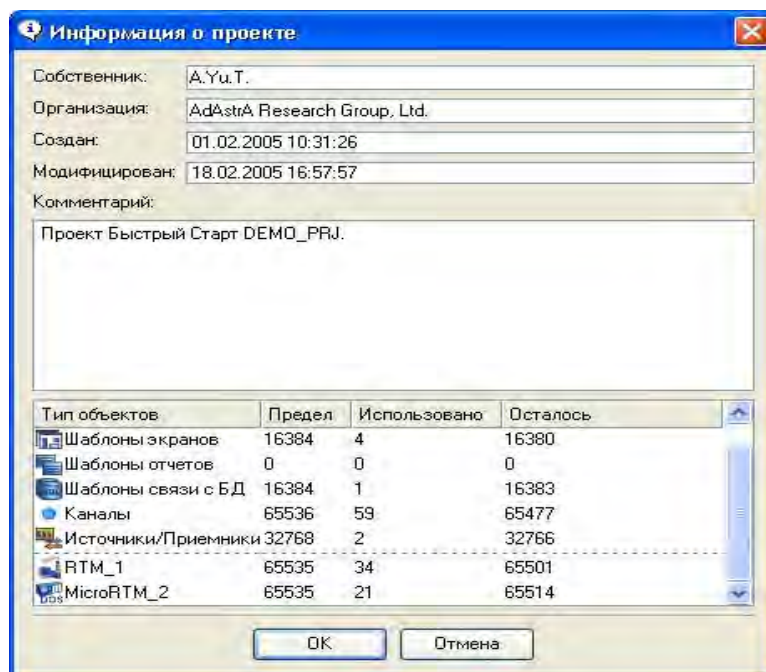 Информация о проекте
Собственник: A.Yu.T.
Организация: AdAstrA Research Group, Ltd.
Создан: 01.02.2005 10:31:26
Модифицирован: 18.02.2005 16:57:57
Комментарий:
Проект Быстрый Старт DEMO_PRJ.
Тип объектов Предел Использовано Осталось
Шаблоны экранов 16384 4 16380
Шаблоны отчетов 0 0 0
Шаблоны связи с БД 16384 1 16383
Каналы 65536 59 65477
Источники/Приемники 32768 2 32766
RTM_1 65535 34 65501
MicroRTM_2 65535 21 65514
OK Отмена